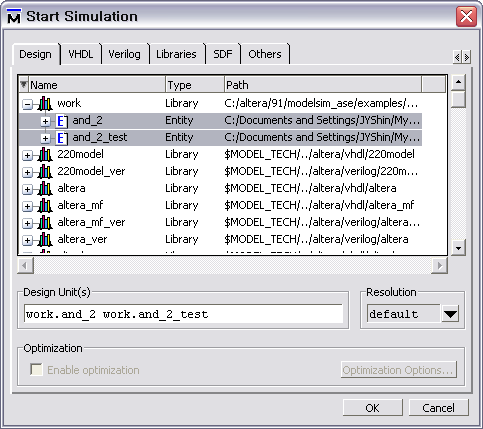 Start Simulation
Design VHDL Verilog Libraries SDF Others
Name Type Path
work Library C:/altera/91/modelsim_ase/examples/...
and_2 Entity C:/Documents and Settings/JYShin/My...
and_2_test Entity C:/Documents and Settings/JYShin/My...
220model Library $MODEL_TECH/../altera/vhdl/220model
220model_ver Library $MODEL_TECH/../altera/verilog/220m...
altera Library $MODEL_TECH/../altera/vhdl/altera
altera_mf Library $MODEL_TECH/../altera/vhdl/altera_mf
altera_mf_ver Library $MODEL_TECH/../altera/verilog/altera...
altera_ver Library $MODEL_TECH/../altera/verilog/altera
Design Unit(s) Resolution
work.and_2 work.and_2_test default
Optimization
Enable optimization Optimization Options...
OK Cancel